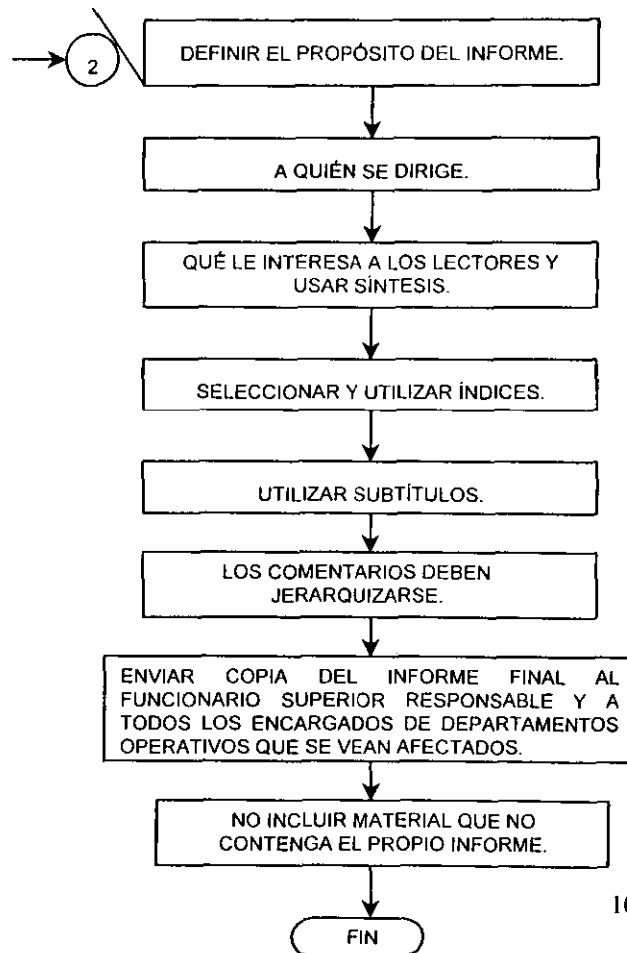 2
DEFINIR EL PROPÓSITO DEL INFORME.
A QUIÉN SE DIRIGE.
QUÉ LE INTERESA A LOS LECTORES Y
USAR SÍNTESIS.
SELECCIONAR Y UTILIZAR ÍNDICES.
UTILIZAR SUBTÍTULOS.
LOS COMENTARIOS DEBEN
JERARQUIZARSE.
ENVIAR COPIA DEL INFORME FINAL AL
FUNCIONARIO SUPERIOR RESPONSABLE Y A
TODOS LOS ENCARGADOS DE DEPARTAMENTOS
OPERATIVOS QUE SE VEAN AFECTADOS.
NO INCLUIR MATERIAL QUE NO
CONTENGA EL PROPIO INFORME.
FIN